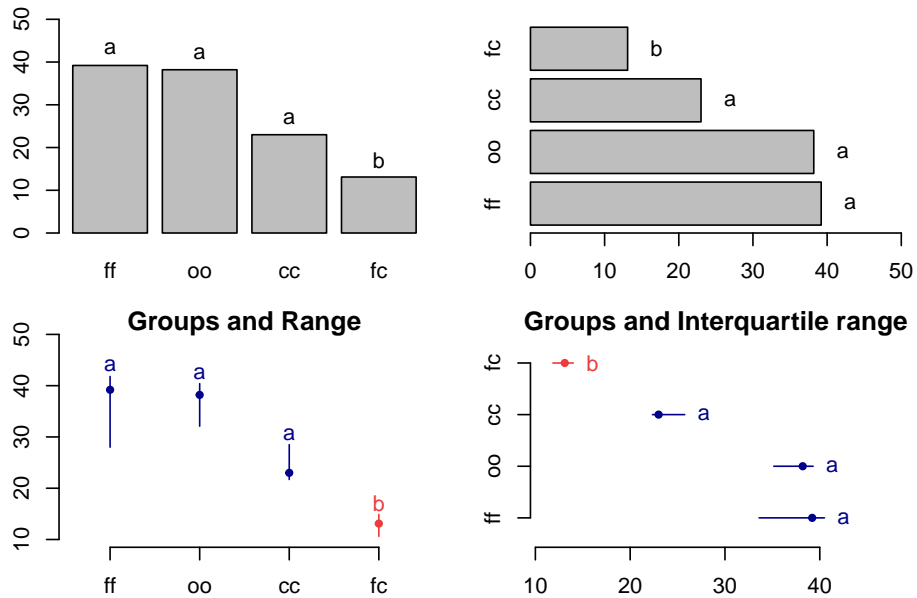 50
40
30
20
10
0
a
a
a
b
ff
oo
cc
fc
fc
cc
oo
ff
b
a
a
a
0 10 20 30 40 50
Groups and Range
50
40
30
20
10
a
a
a
b
ff oo cc fc
Groups and Interquartile range
fc
cc
oo
ff
b
a
a
a
10 20 30 40